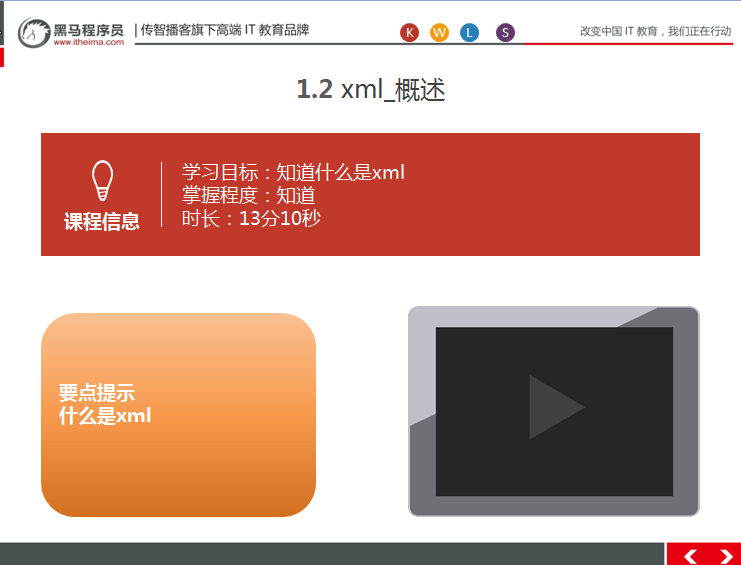 黑马程序员
www.itheima.com
传智播客旗下高端 IT 教育品牌
K W L S
改变中国 IT 教育，我们正在行动
1.2 xml_概述
课程信息
学习目标：知道什么是xml
掌握程度：知道
时长：13分10秒
要点提示
什么是xml